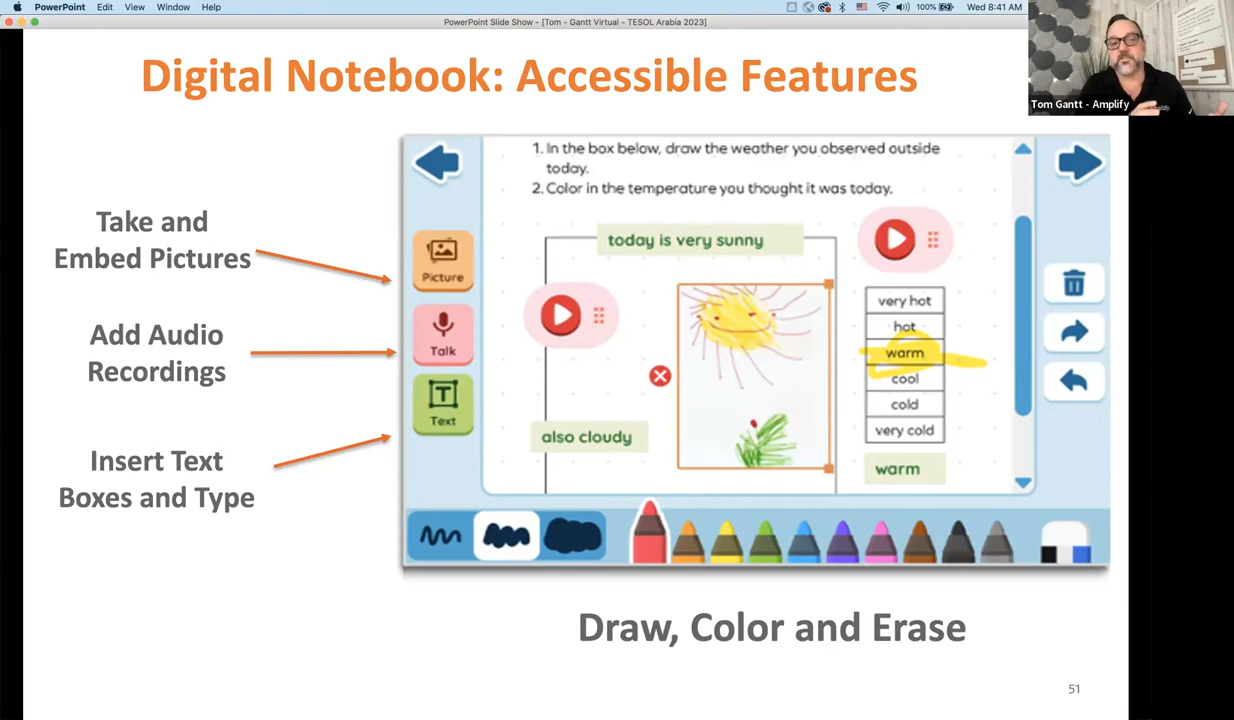 PowerPoint Edit View Window Help
100% Wed 8:41 AM
PowerPoint Slide Show - [Tom - Gantt Virtual - TESOL Arabia 2023]
Digital Notebook: Accessible Features
Tom Gantt - Amplify
Take and
Embed Pictures
Add Audio
Recordings
Insert Text
Boxes and Type
1. In the box below, draw the weather you observed outside
today.
2. Color in the temperature you thought it was today.
Picture
Talk
Text
today is very sunny
also cloudy
very hot
hot
warm
cool
cold
very cold
warm
Draw, Color and Erase
51